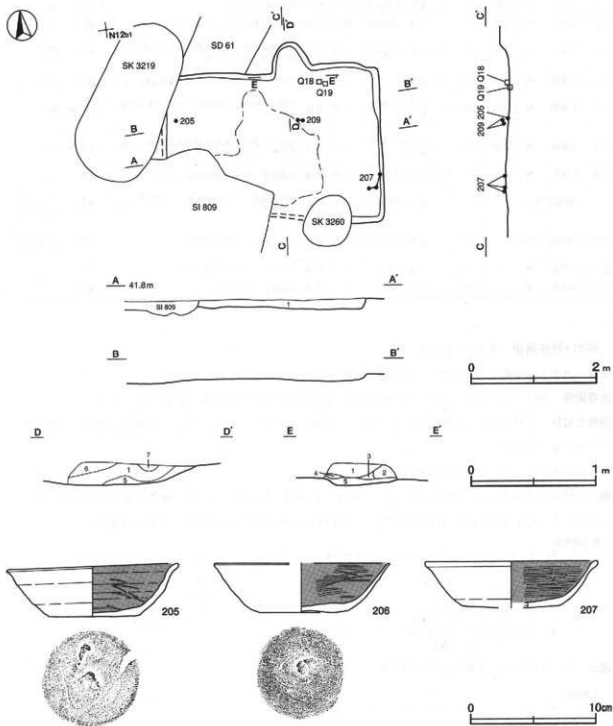 N12h1
SK 3219
SD 61
C'
D'
E
Q18
E'
Q19
B'
205
D
209
A'
B
A
207
SI 809
SK 3260
C
C'
Q18
Q19
205
209
207
C
A 41.8m
A'
SI 809
1
B
B'
0 2 m
D
D'
E
E'
7
6
1
5
3
4
1
2
5
0 1 m
205
206
207
0 10cm